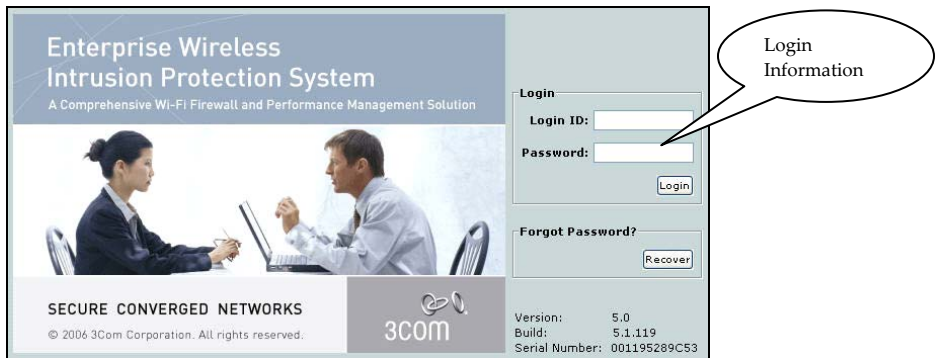 Enterprise Wireless
Intrusion Protection System
A Comprehensive Wi-Fi Firewall and Performance Management Solution
SECURE CONVERGED NETWORKS
© 2006 3Com Corporation. All rights reserved.
3com
Login
Login ID:
Password:
Login
Forgot Password?
Recover
Version: 5.0
Build: 5.1.119
Serial Number: 001195289C53
Login
Information